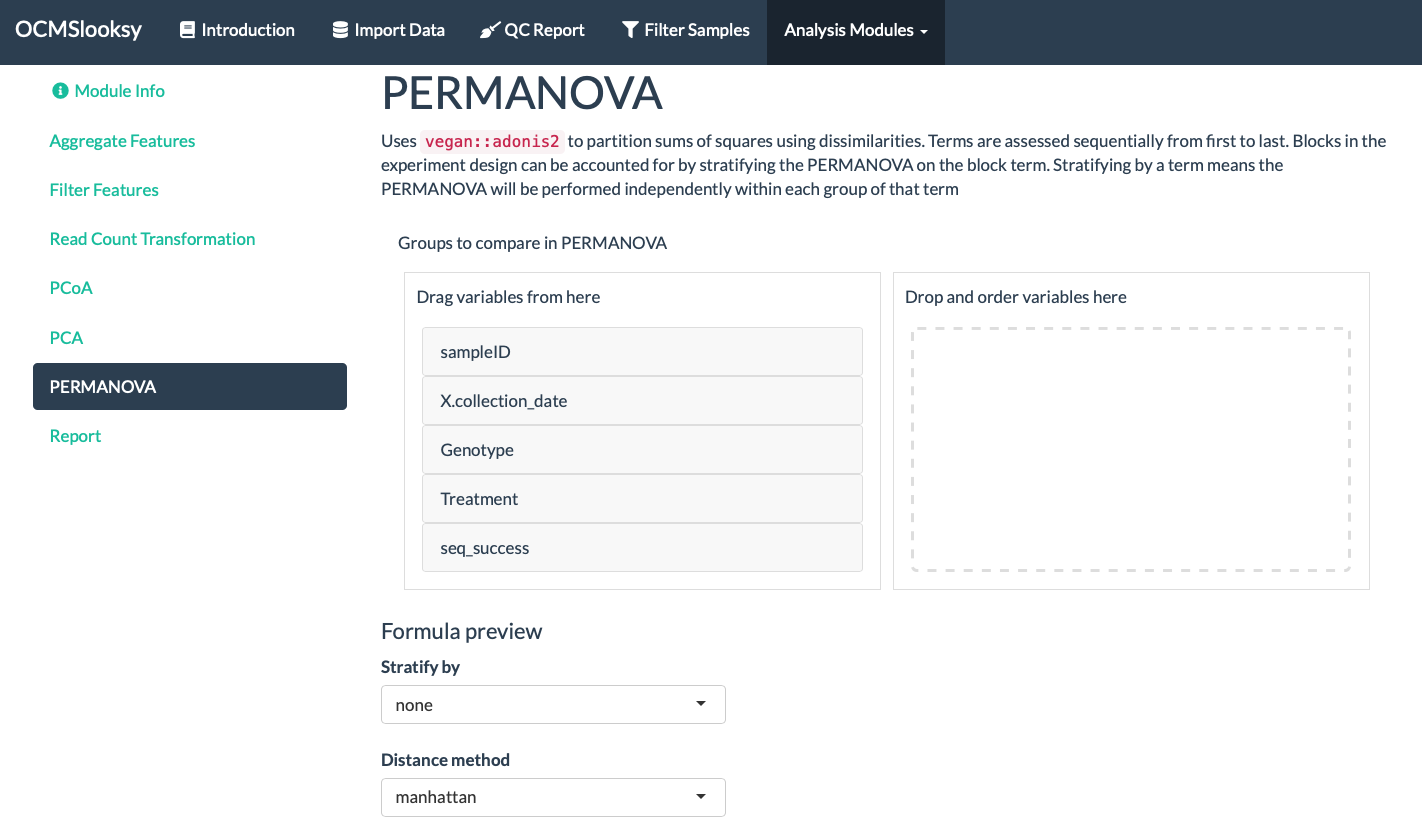 OCMSlooksy Introduction Import Data QC Report Filter Samples Analysis Modules
Module Info
Aggregate Features
Filter Features
Read Count Transformation
PCoA
PCA
PERMANOVA
Report
PERMANOVA
Uses vegan::adonis2 to partition sums of squares using dissimilarities. Terms are assessed sequentially from first to last. Blocks in the
experiment design can be accounted for by stratifying the PERMANOVA on the block term. Stratifying by a term means the
PERMANOVA will be performed independently within each group of that term
Groups to compare in PERMANOVA
Drag variables from here
sampleID
X.collection_date
Genotype
Treatment
seq_success
Drop and order variables here
Formula preview
Stratify by
none
Distance method
manhattan